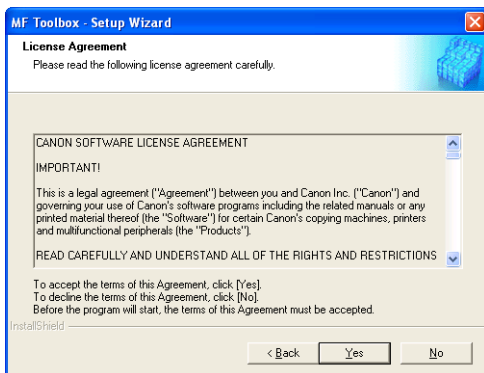 MF Toolbox - Setup Wizard
License Agreement
Please read the following license agreement carefully.
CANON SOFTWARE LICENSE AGREEMENT
IMPORTANT!
This is a legal agreement ("Agreement") between you and Canon Inc. ("Canon") and
governing your use of Canon's software programs including the related manuals or any
printed material thereof (the "Software") for certain Canon's copying machines, printers
and multifunctional peripherals (the "Products").
READ CAREFULLY AND UNDERSTAND ALL OF THE RIGHTS AND RESTRICTIONS
To accept the terms of this Agreement, click [Yes].
To decline the terms of this Agreement, click [No].
Before the program will start, the terms of this Agreement must be accepted.
InstallShield
< Back Yes No